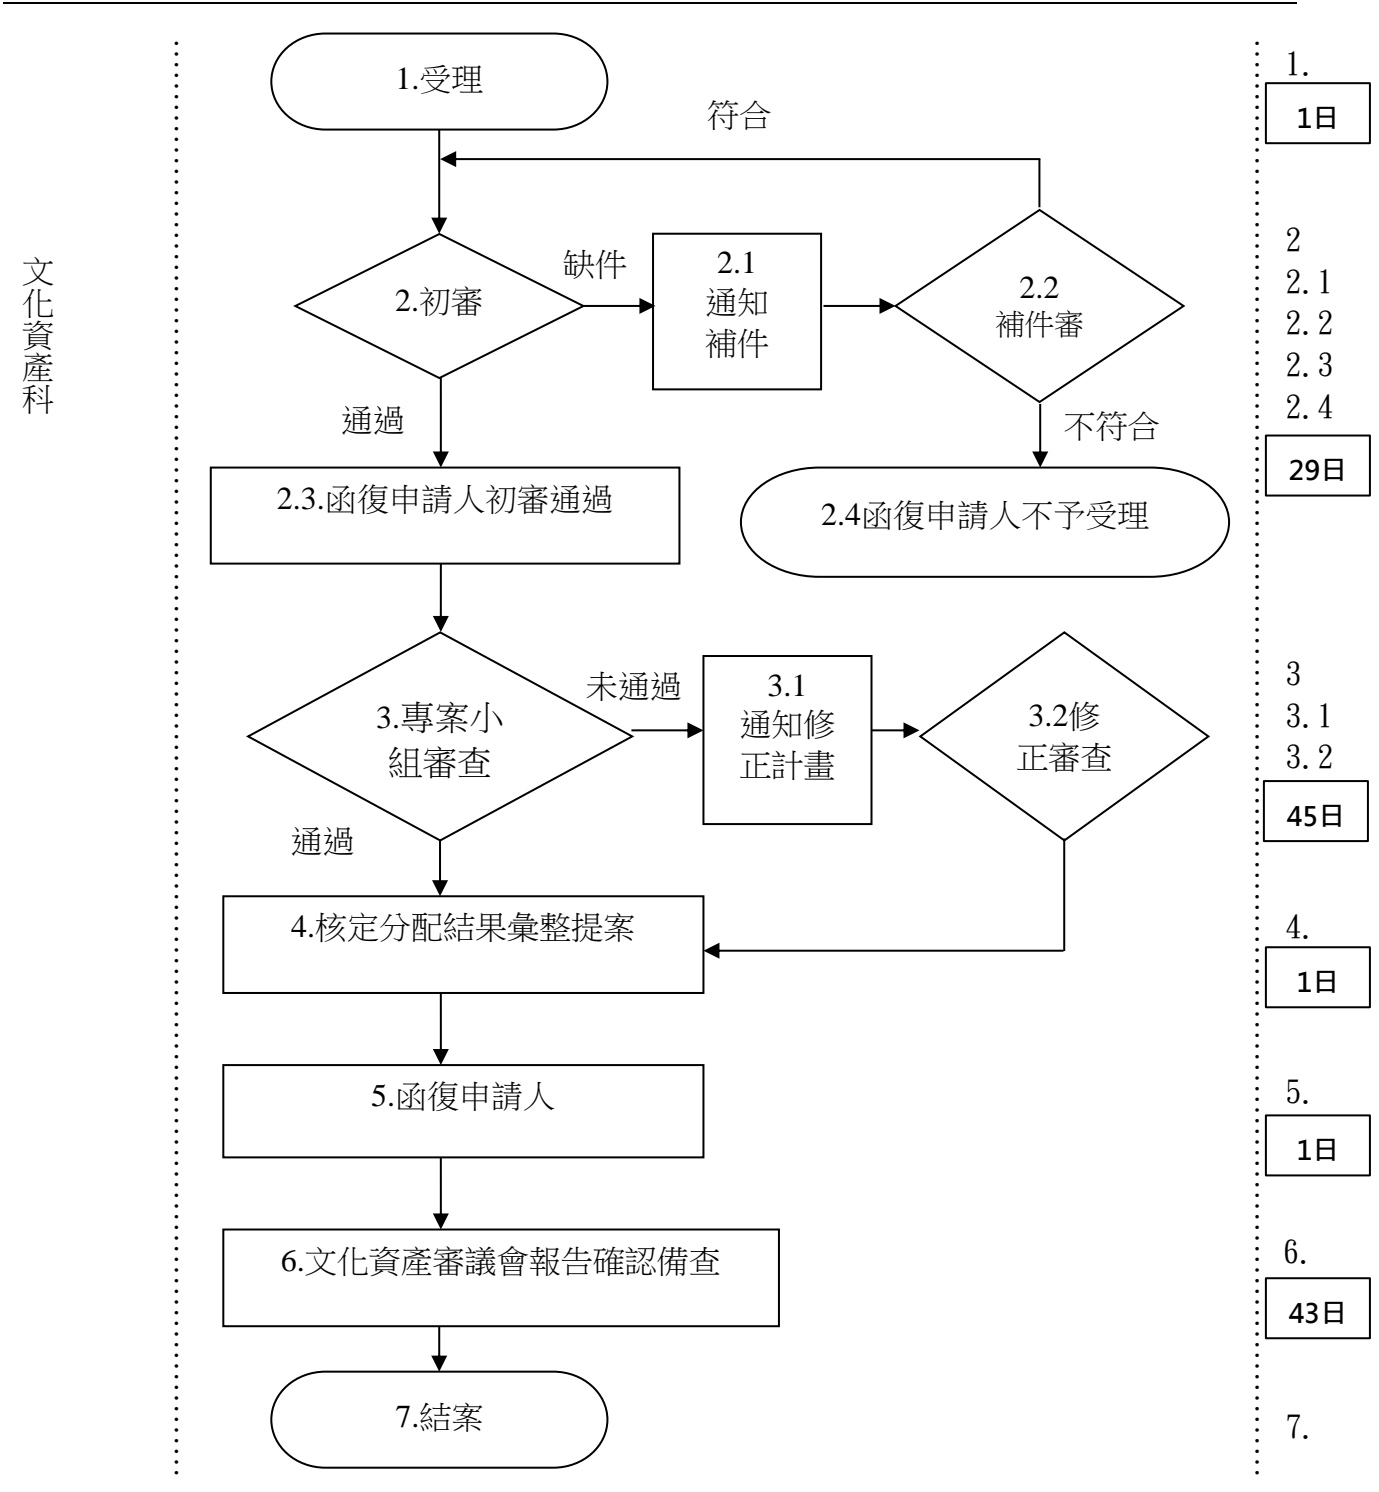 文化資產科
1.受理
符合
2.初審
缺件
2.1
通知
補件
2.2
補件審
通過
不符合
2.3.函復申請人初審通過
2.4函復申請人不予受理
3.專案小
組審查
未通過
3.1
通知修
正計畫
3.2修
正審查
通過
4.核定分配結果彙整提案
5.函復申請人
6.文化資產審議會報告確認備查
7.結案
1.
1日
2
2.1
2.2
2.3
2.4
29日
3
3.1
3.2
45日
4.
1日
5.
1日
6.
43日
7.